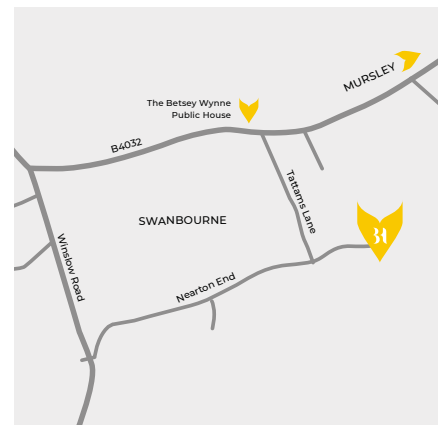 MURSLEY
The Betsey Wynne
Public House
B4032
Tattams Lane
SWANBOURNE
Winslow Road
Nearton End